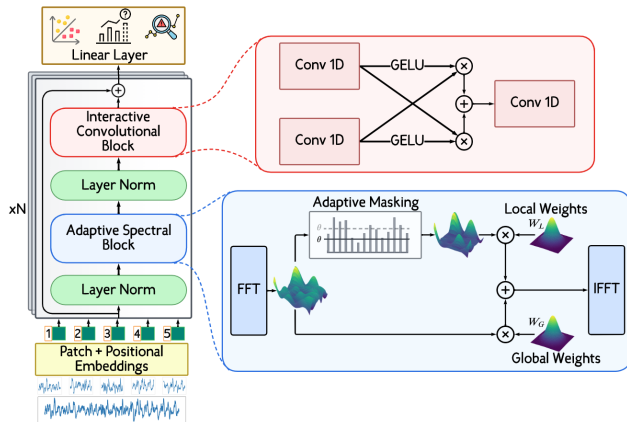 ?
Linear Layer
+
Interactive
Convolutional
Block
Layer Norm
xN
Adaptive Spectral
Block
Layer Norm
1 2 3 4 5
Patch + Positional
Embeddings
Conv 1D
GELU
×
+
Conv 1D
Conv 1D
GELU
×
Adaptive Masking
θ
θ
Local Weights
W_L
×
FFT
+
IFFT
W_G
×
Global Weights